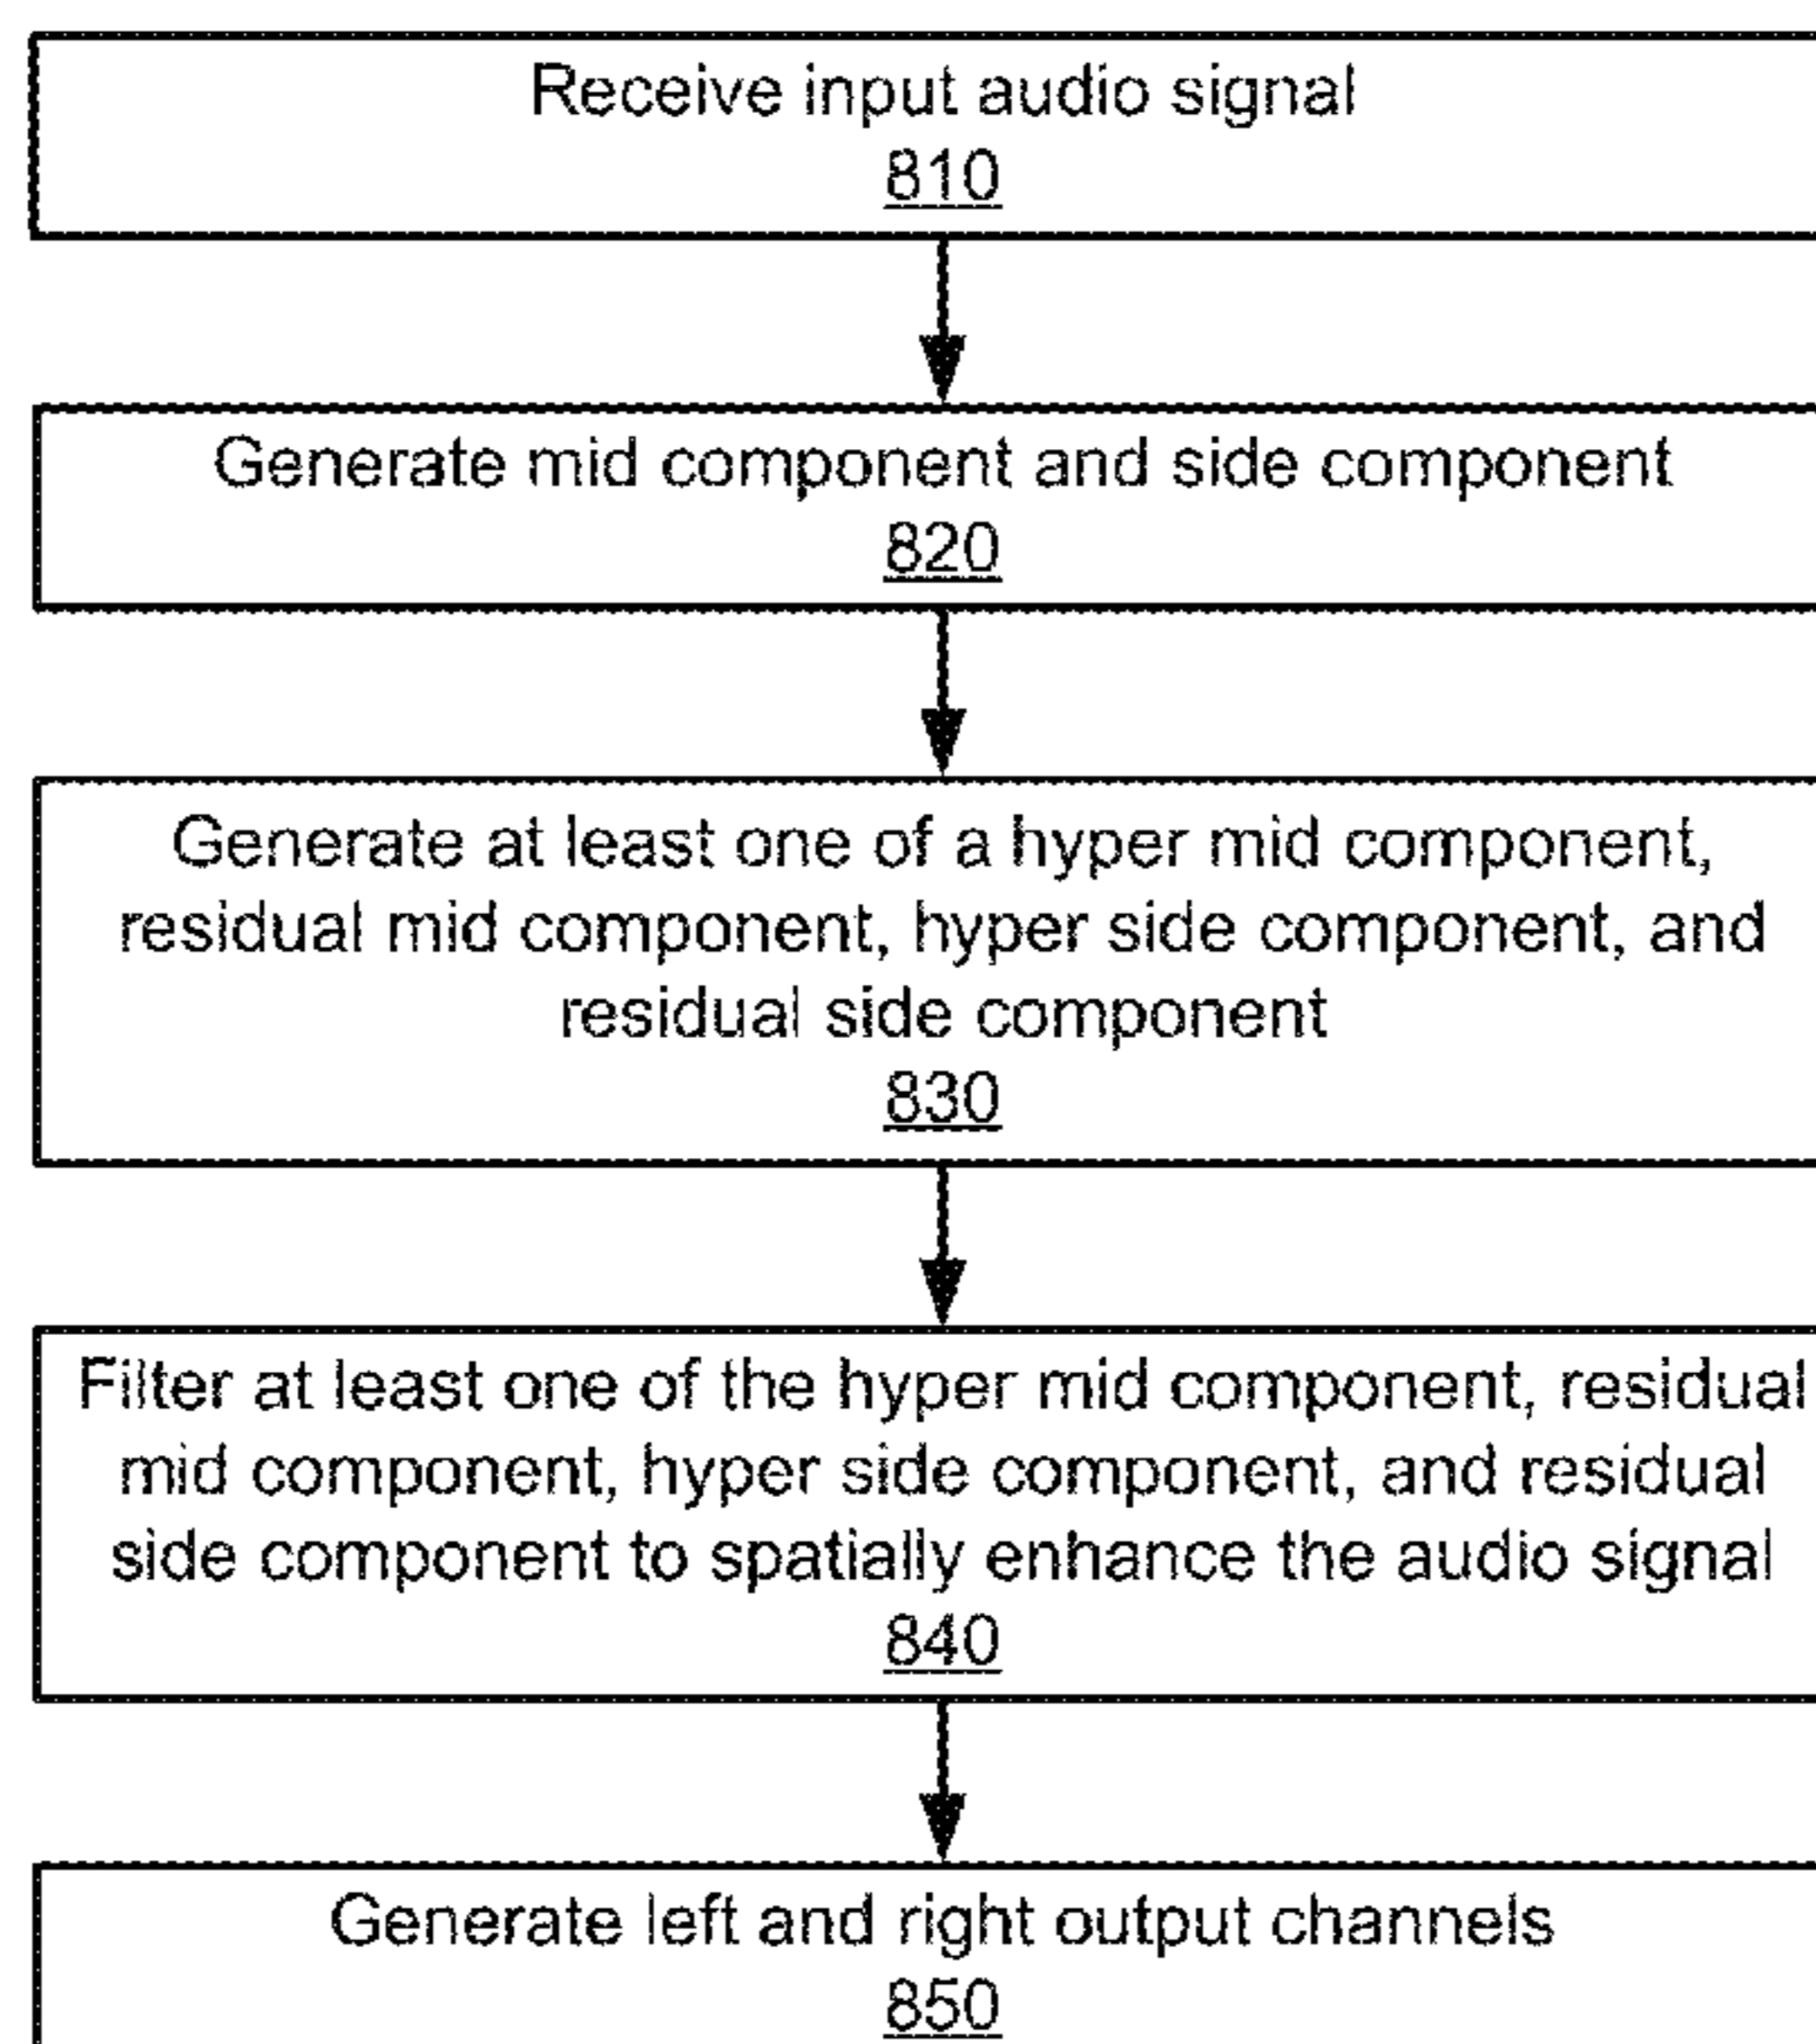 Receive input audio signal
810
Generate mid component and side component
820
Generate at least one of a hyper mid component,
residual mid component, hyper side component, and
residual side component
830
Filter at least one of the hyper mid component, residual
mid component, hyper side component, and residual
side component to spatially enhance the audio signal
840
Generate left and right output channels
850